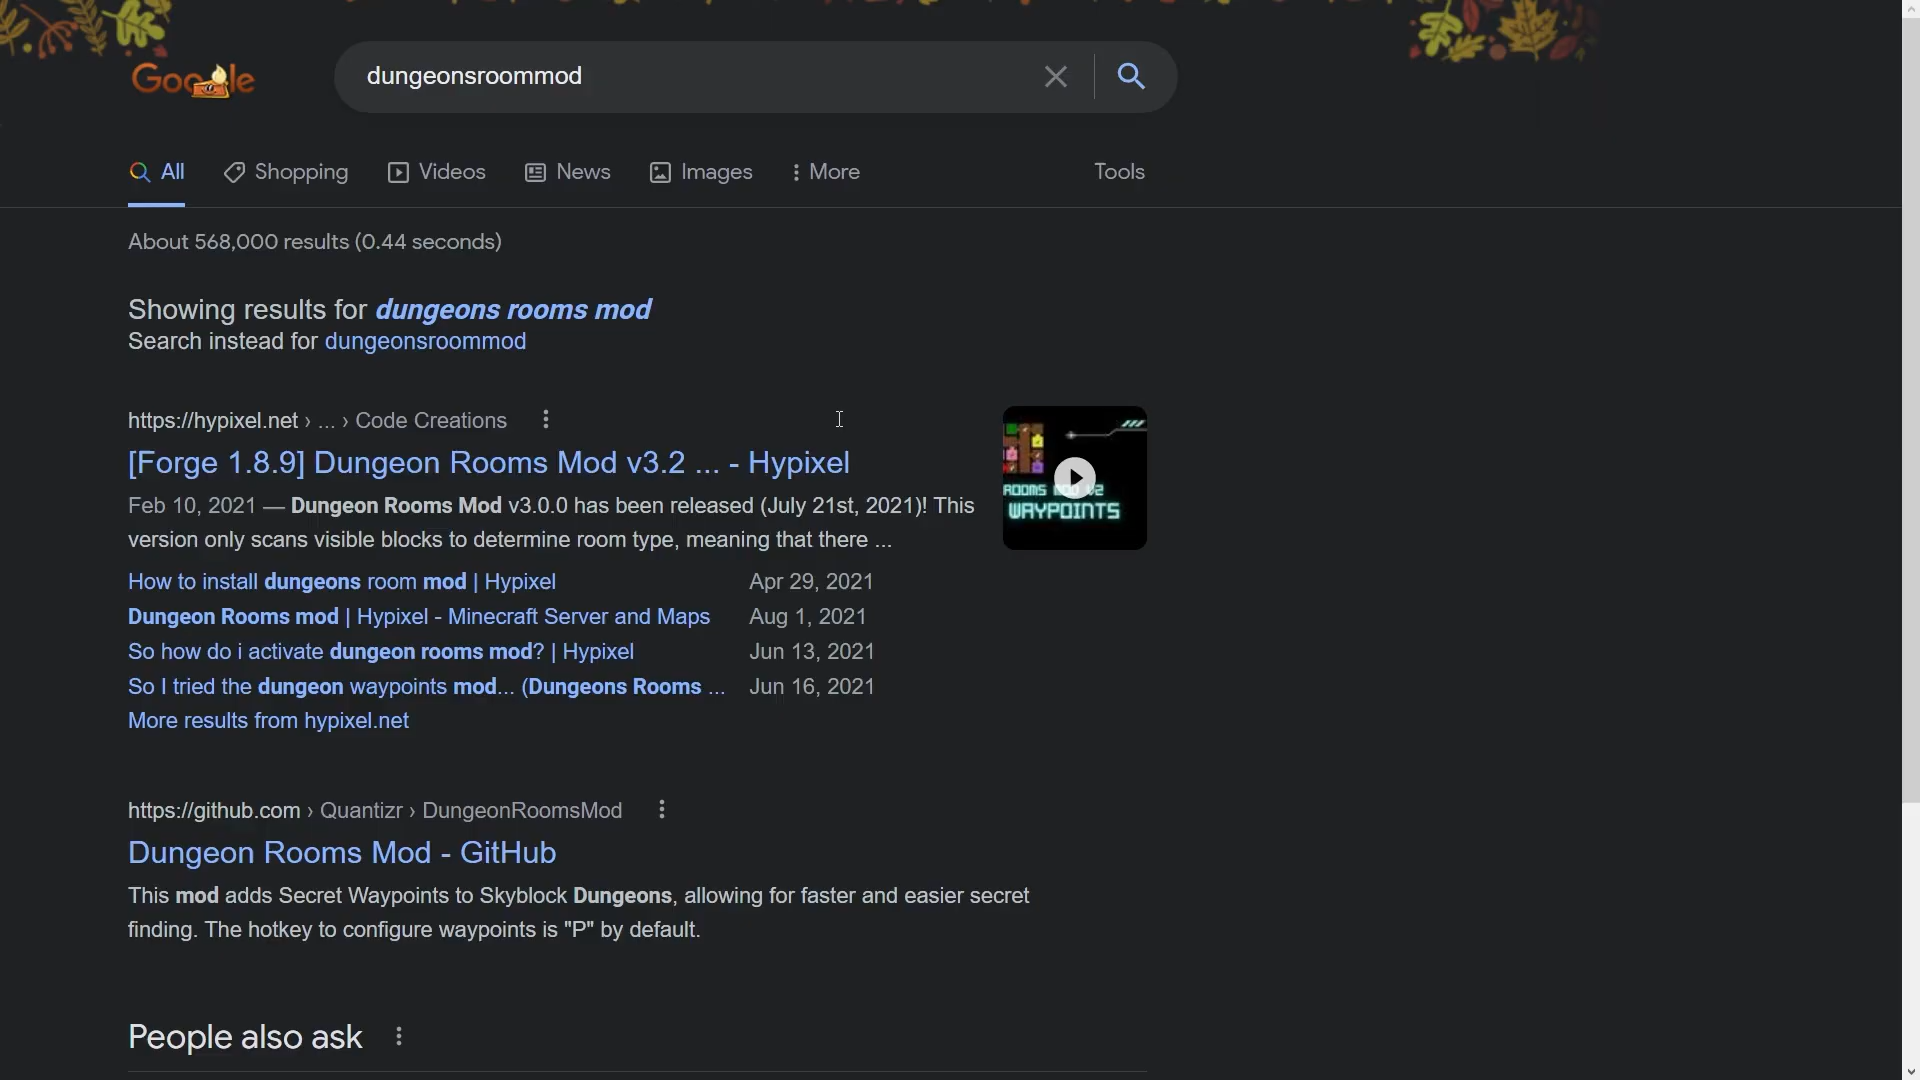 Google
dungeonsroommod
All Shopping Videos News Images More Tools
About 568,000 results (0.44 seconds)
Showing results for dungeons rooms mod
Search instead for dungeonsroommod
https://hypixel.net › ... › Code Creations
[Forge 1.8.9] Dungeon Rooms Mod v3.2 ... - Hypixel
Feb 10, 2021 — Dungeon Rooms Mod v3.0.0 has been released (July 21st, 2021)! This
version only scans visible blocks to determine room type, meaning that there ...
ROOMS MOD V2
WAYPOINTS
How to install dungeons room mod | Hypixel Apr 29, 2021
Dungeon Rooms mod | Hypixel - Minecraft Server and Maps Aug 1, 2021
So how do i activate dungeon rooms mod? | Hypixel Jun 13, 2021
So I tried the dungeon waypoints mod... (Dungeons Rooms ... Jun 16, 2021
More results from hypixel.net
https://github.com › Quantizr › DungeonRoomsMod
Dungeon Rooms Mod - GitHub
This mod adds Secret Waypoints to Skyblock Dungeons, allowing for faster and easier secret
finding. The hotkey to configure waypoints is "P" by default.
People also ask